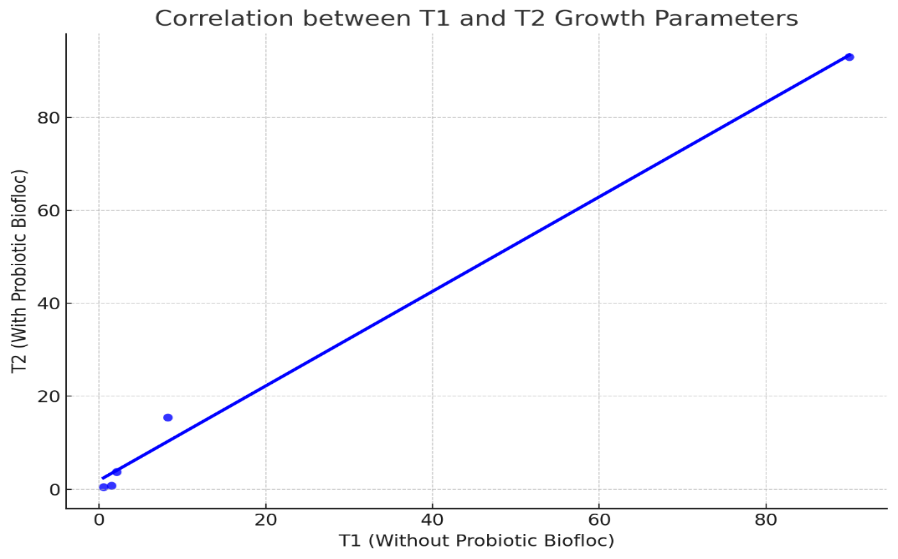 Correlation between T1 and T2 Growth Parameters
T2 (With Probiotic Biofloc)
80
60
40
20
0
0 20 40 60 80
T1 (Without Probiotic Biofloc)